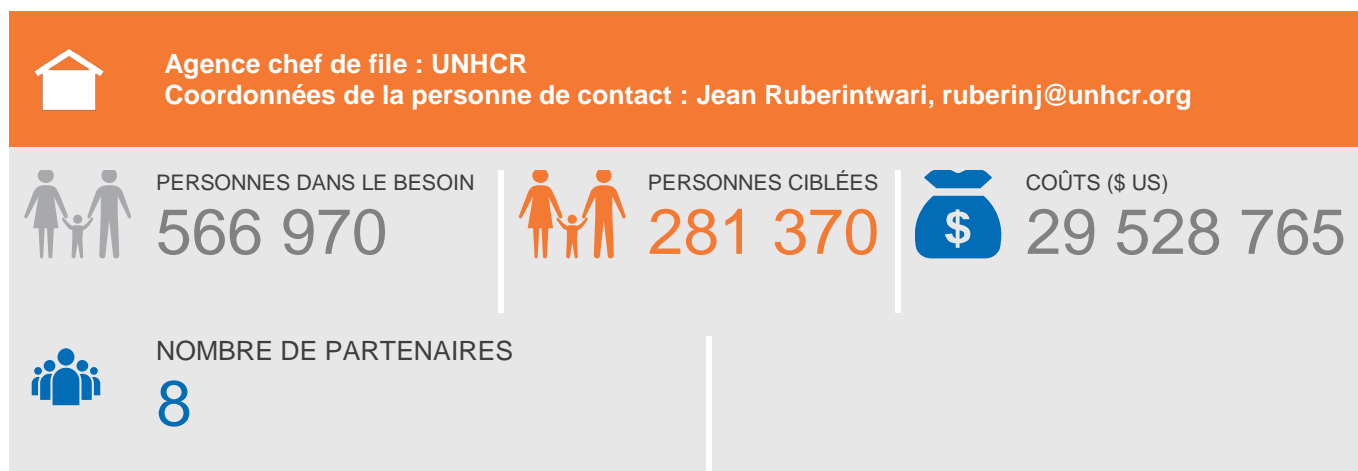 Agence chef de file : UNHCR
Coordonnées de la personne de contact : Jean Ruberintwari, ruberinj@unhcr.org
PERSONNES DANS LE BESOIN
566 970
PERSONNES CIBLÉES
281 370
$
COÛTS ($ US)
29 528 765
NOMBRE DE PARTENAIRES
8